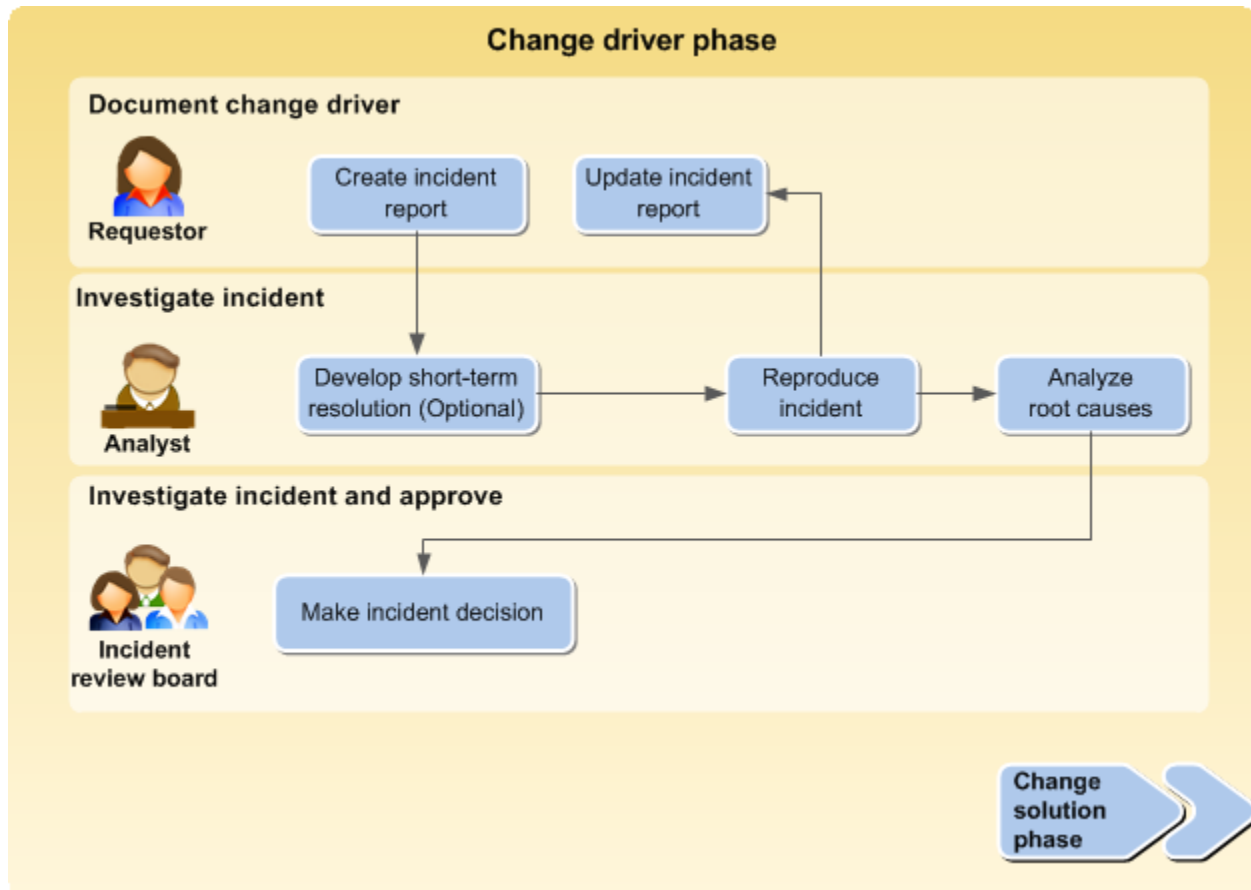 Change driver phase
Document change driver
Create incident
report
Update incident
report
Requestor
Investigate incident
Develop short-term
resolution (Optional)
Reproduce
incident
Analyze
root causes
Analyst
Investigate incident and approve
Make incident decision
Incident
review board
Change
solution
phase